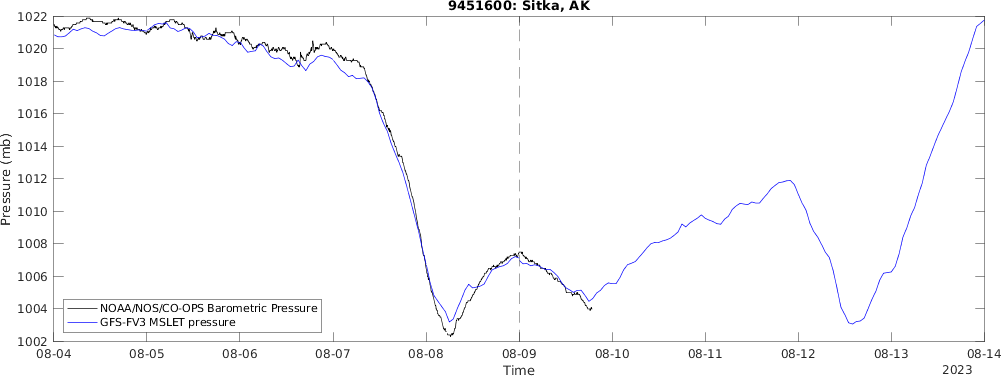 9451600: Sitka, AK
Pressure (mb)
1022
1020
1018
1016
1014
1012
1010
1008
1006
1004
1002
NOAA/NOS/CO-OPS Barometric Pressure
GFS-FV3 MSLET pressure
08-04 08-05 08-06 08-07 08-08 08-09 08-10 08-11 08-12 08-13 08-14
Time
2023